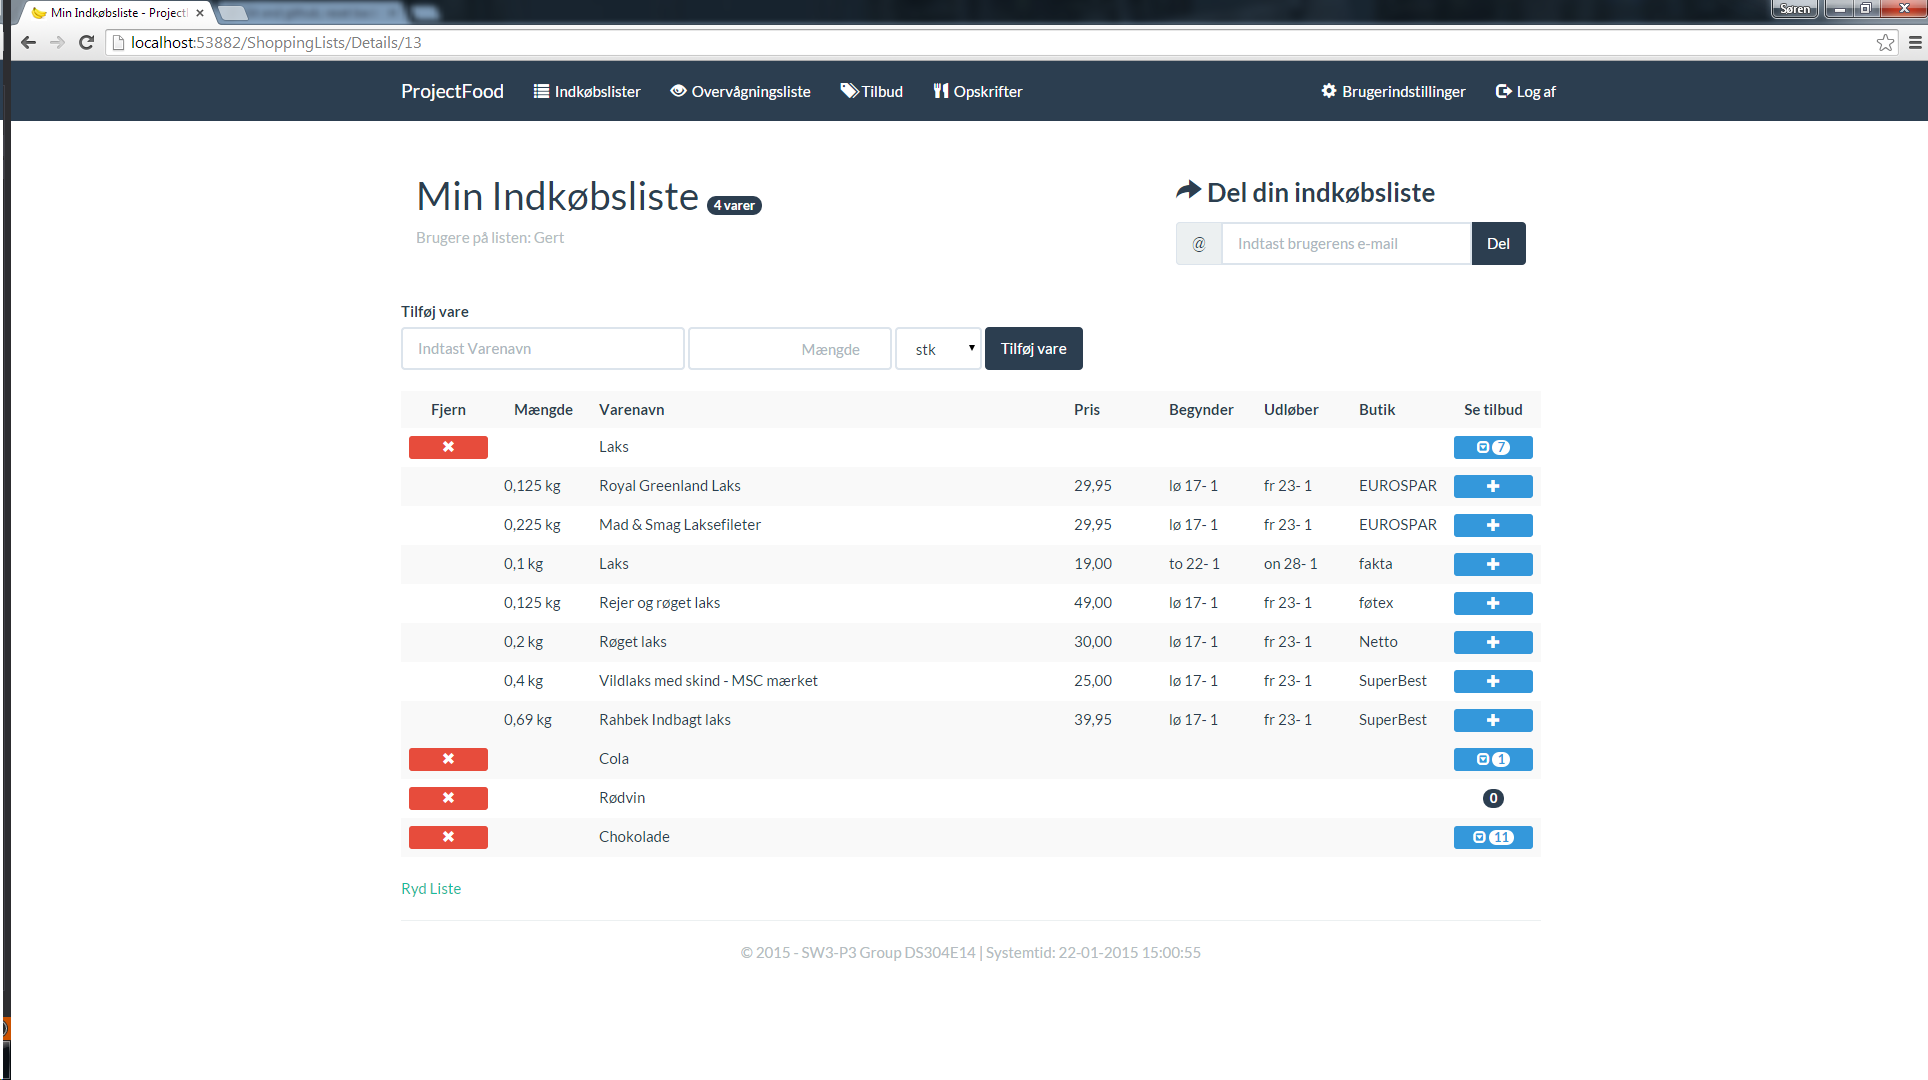 Min Indkøbsliste - Project
Søren
localhost:53882/ShoppingLists/Details/13
ProjectFood Indkøbslister Overvågningsliste Tilbud Opskrifter Brugerindstillinger Log af
Min Indkøbsliste 4 varer
Brugere på listen: Gert
Del din indkøbsliste
@ Indtast brugerens e-mail Del
Tilføj vare
Indtast Varenavn Mængde stk Tilføj vare
Fjern Mængde Varenavn Pris Begynder Udløber Butik Se tilbud
Laks 7
0,125 kg Royal Greenland Laks 29,95 lø 17- 1 fr 23- 1 EUROSPAR
0,225 kg Mad & Smag Laksefileter 29,95 lø 17- 1 fr 23- 1 EUROSPAR
0,1 kg Laks 19,00 to 22- 1 on 28- 1 fakta
0,125 kg Rejer og røget laks 49,00 lø 17- 1 fr 23- 1 føtex
0,2 kg Røget laks 30,00 lø 17- 1 fr 23- 1 Netto
0,4 kg Vildlaks med skind - MSC mærket 25,00 lø 17- 1 fr 23- 1 SuperBest
0,69 kg Rahbek Indbagt laks 39,95 lø 17- 1 fr 23- 1 SuperBest
Cola 1
Rødvin 0
Chokolade 11
Ryd Liste
© 2015 - SW3-P3 Group DS304E14 | Systemtid: 22-01-2015 15:00:55